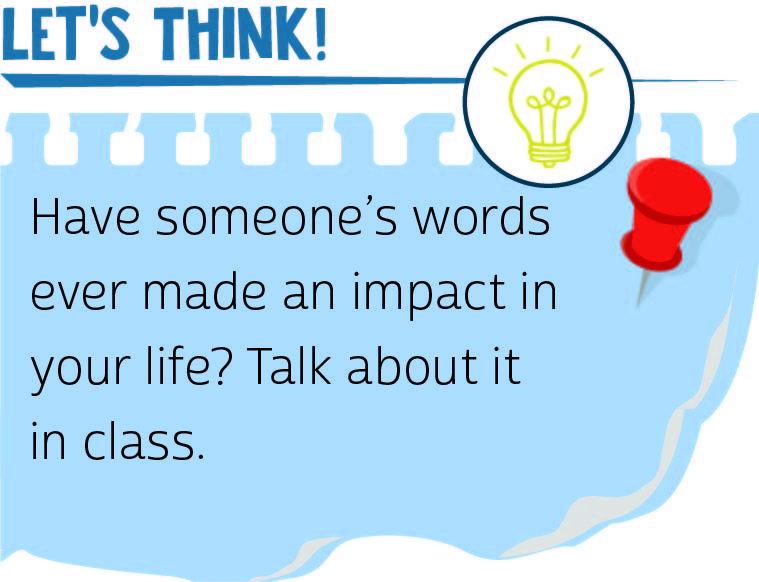 LET'S THINK!
Have someone’s words
ever made an impact in
your life? Talk about it
in class.